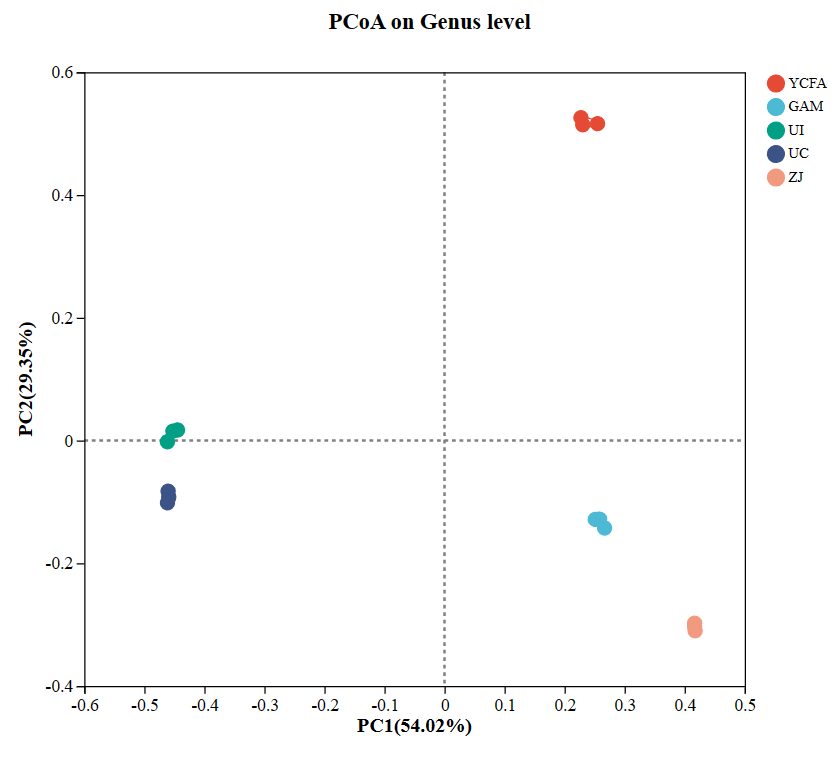 PCoA on Genus level
YCFA
GAM
UI
UC
ZJ
PC2(29.35%)
0.6
0.4
0.2
0
-0.2
-0.4
-0.6 -0.5 -0.4 -0.3 -0.2 -0.1 0 0.1 0.2 0.3 0.4 0.5
PC1(54.02%)